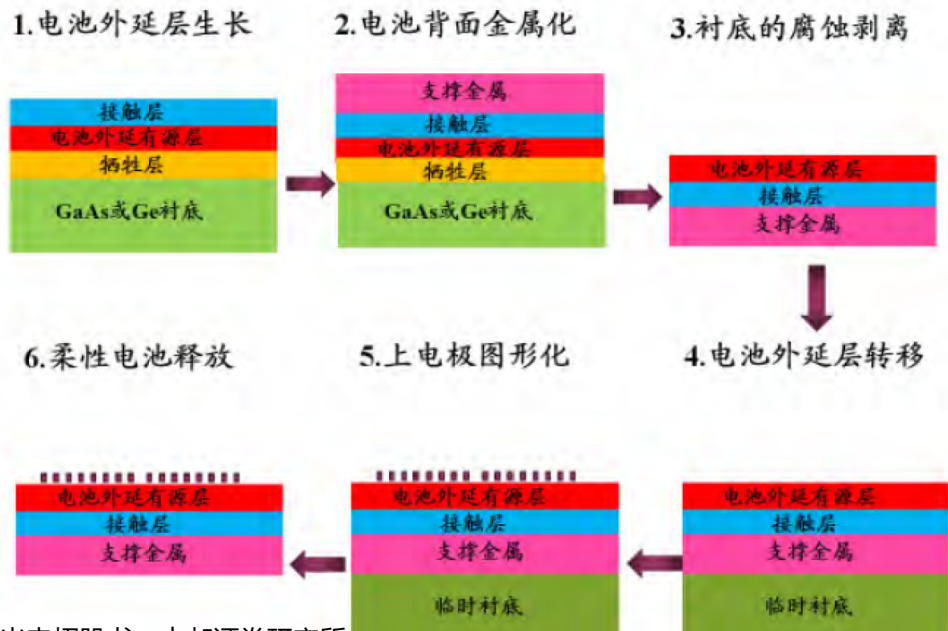 1.电池外延层生长
2.电池背面金属化
3.衬底的腐蚀剥离
接触层
电池外延有源层
牺牲层
GaAs或Ge衬底
支撑金属
接触层
电池外延有源层
牺牲层
GaAs或Ge衬底
电池外延有源层
接触层
支撑金属
6.柔性电池释放
5.上电极图形化
4.电池外延层转移
电池外延有源层
接触层
支撑金属
电池外延有源层
接触层
支撑金属
临时衬底
电池外延有源层
接触层
支撑金属
临时衬底